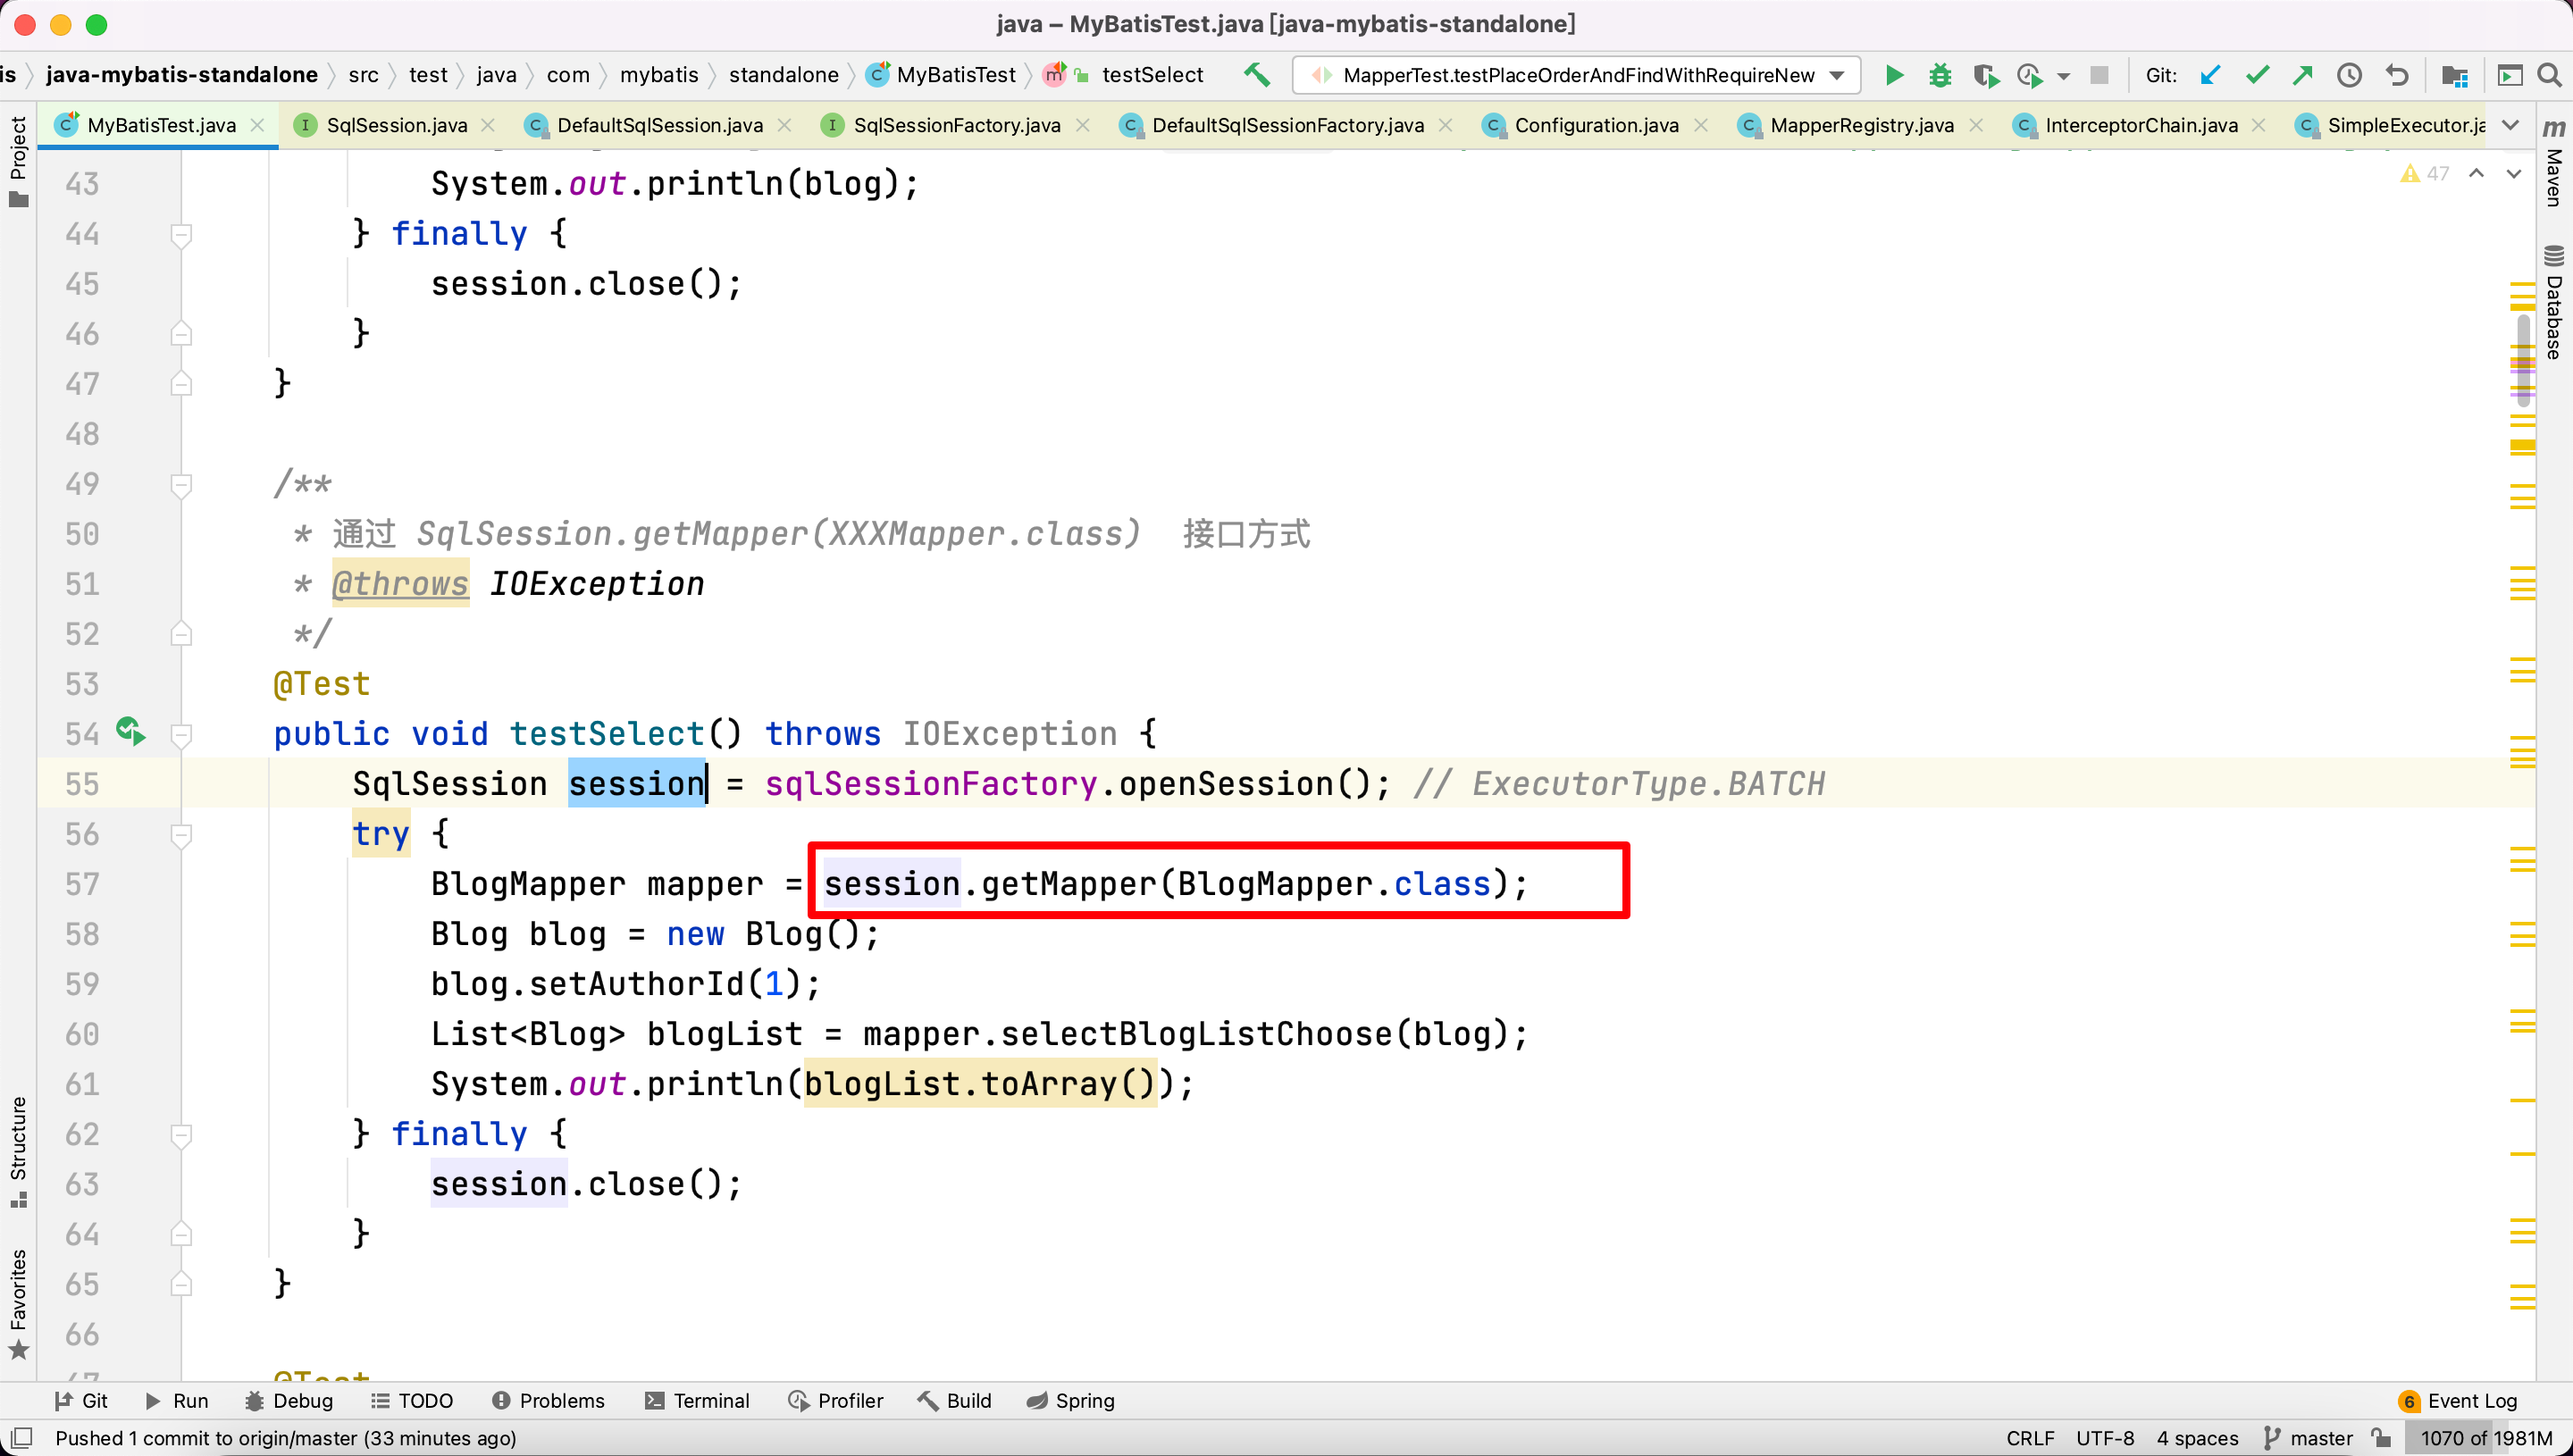 java – MyBatisTest.java [java-mybatis-standalone]
is java-mybatis-standalone src test java com mybatis standalone MyBatisTest testSelect MapperTest.testPlaceOrderAndFindWithRequireNew Git:
MyBatisTest.java SqlSession.java DefaultSqlSession.java SqlSessionFactory.java DefaultSqlSessionFactory.java Configuration.java MapperRegistry.java InterceptorChain.java SimpleExecutor.ja
Project
Structure
Favorites
Maven
Database
47
43 System.out.println(blog);
44 } finally {
45 session.close();
46 }
47 }
48
49 /**
50 * 通过 SqlSession.getMapper(XXXMapper.class) 接口方式
51 * @throws IOException
52 */
53 @Test
54 public void testSelect() throws IOException {
55 SqlSession session = sqlSessionFactory.openSession(); // ExecutorType.BATCH
56 try {
57 BlogMapper mapper = session.getMapper(BlogMapper.class);
58 Blog blog = new Blog();
59 blog.setAuthorId(1);
60 List<Blog> blogList = mapper.selectBlogListChoose(blog);
61 System.out.println(blogList.toArray());
62 } finally {
63 session.close();
64 }
65 }
66
67 @Test
Git Run Debug TODO Problems Terminal Profiler Build Spring 6 Event Log
Pushed 1 commit to origin/master (33 minutes ago) CRLF UTF-8 4 spaces master 1070 of 1981M